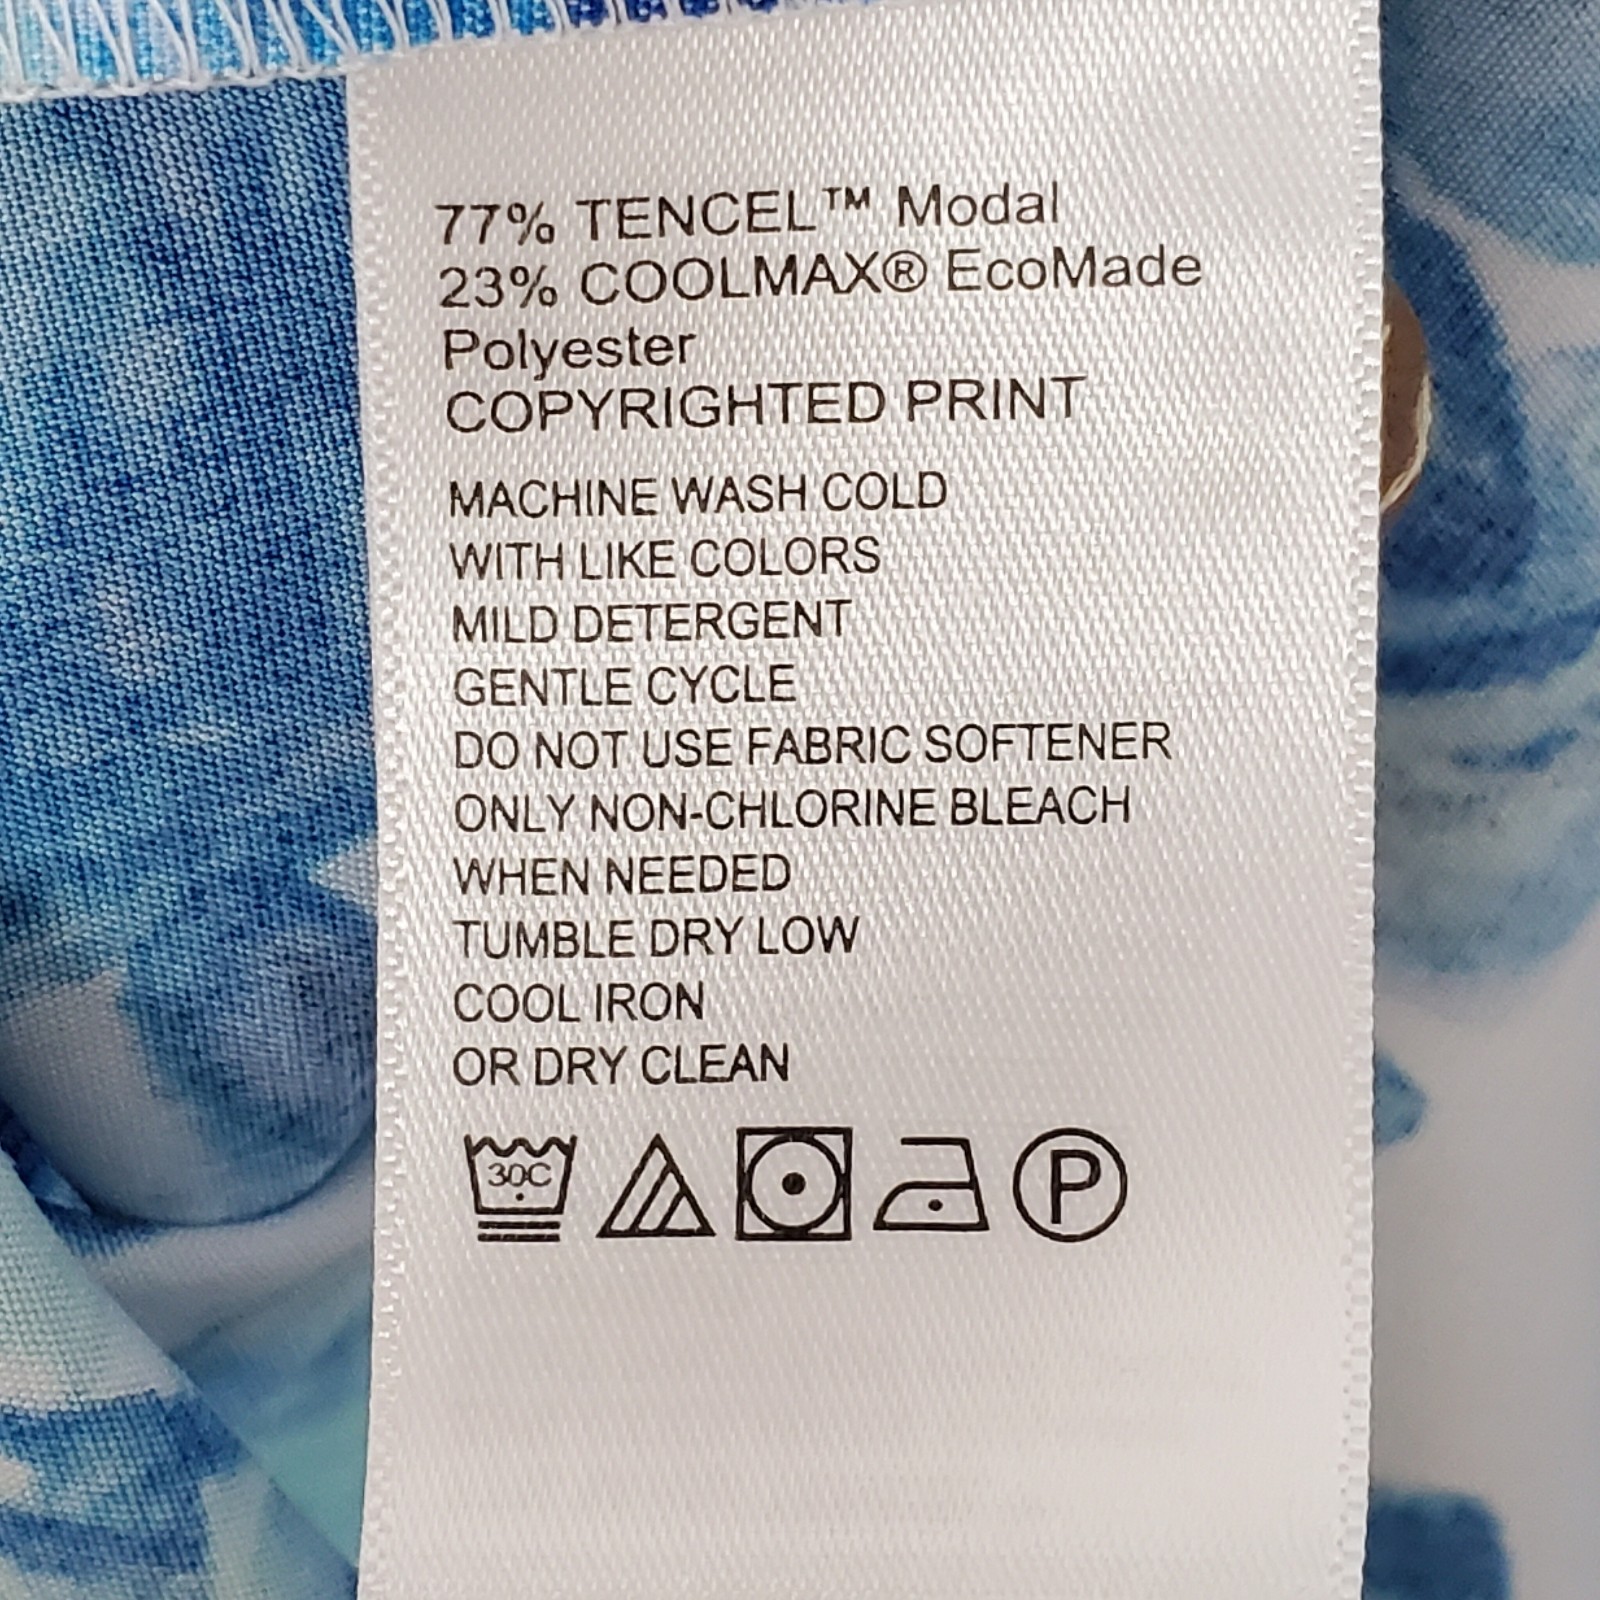 77% TENCEL™ Modal
23% COOLMAX® EcoMade
Polyester
COPYRIGHTED PRINT
MACHINE WASH COLD
WITH LIKE COLORS
MILD DETERGENT
GENTLE CYCLE
DO NOT USE FABRIC SOFTENER
ONLY NON-CHLORINE BLEACH
WHEN NEEDED
TUMBLE DRY LOW
COOL IRON
OR DRY CLEAN
30C P